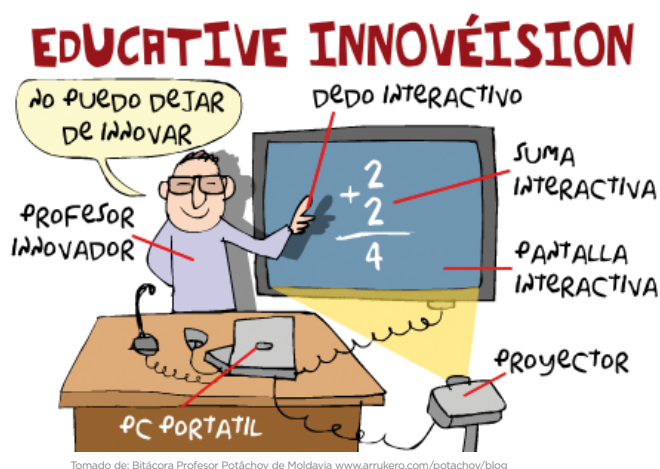 EDUCATIVE INNOVÉISION
NO PUEDO DEJAR
DE INNOVAR
DEDO INTERACTIVO
SUMA
INTERACTIVA
PROFESOR
INNOVADOR
2
+ 2
4
PANTALLA
INTERACTIVA
PROYECTOR
PC PORTATIL
Tomado de: Bitácora Profesor Potâchov de Moldavia www.arrukero.com/potachov/blog